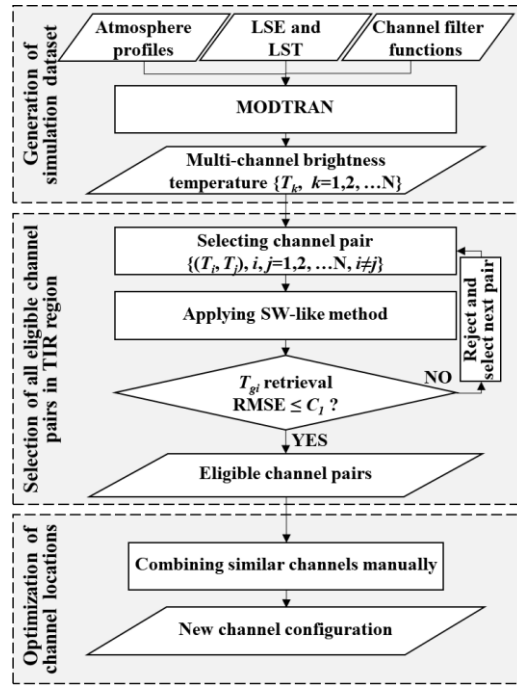 Generation of
simulation dataset
Atmosphere
profiles
LSE and
LST
Channel filter
functions
MODTRAN
Multi-channel brightness
temperature {Tk, k=1,2, …N}
Selection of all eligible channel
pairs in TIR region
Selecting channel pair
{(Ti, Tj), i, j=1,2, …N, i≠j}
Applying SW-like method
Reject and
select next pair
Tgi retrieval
RMSE ≤ C1 ?
NO
YES
Eligible channel pairs
Optimization of
channel locations
Combining similar channels manually
New channel configuration